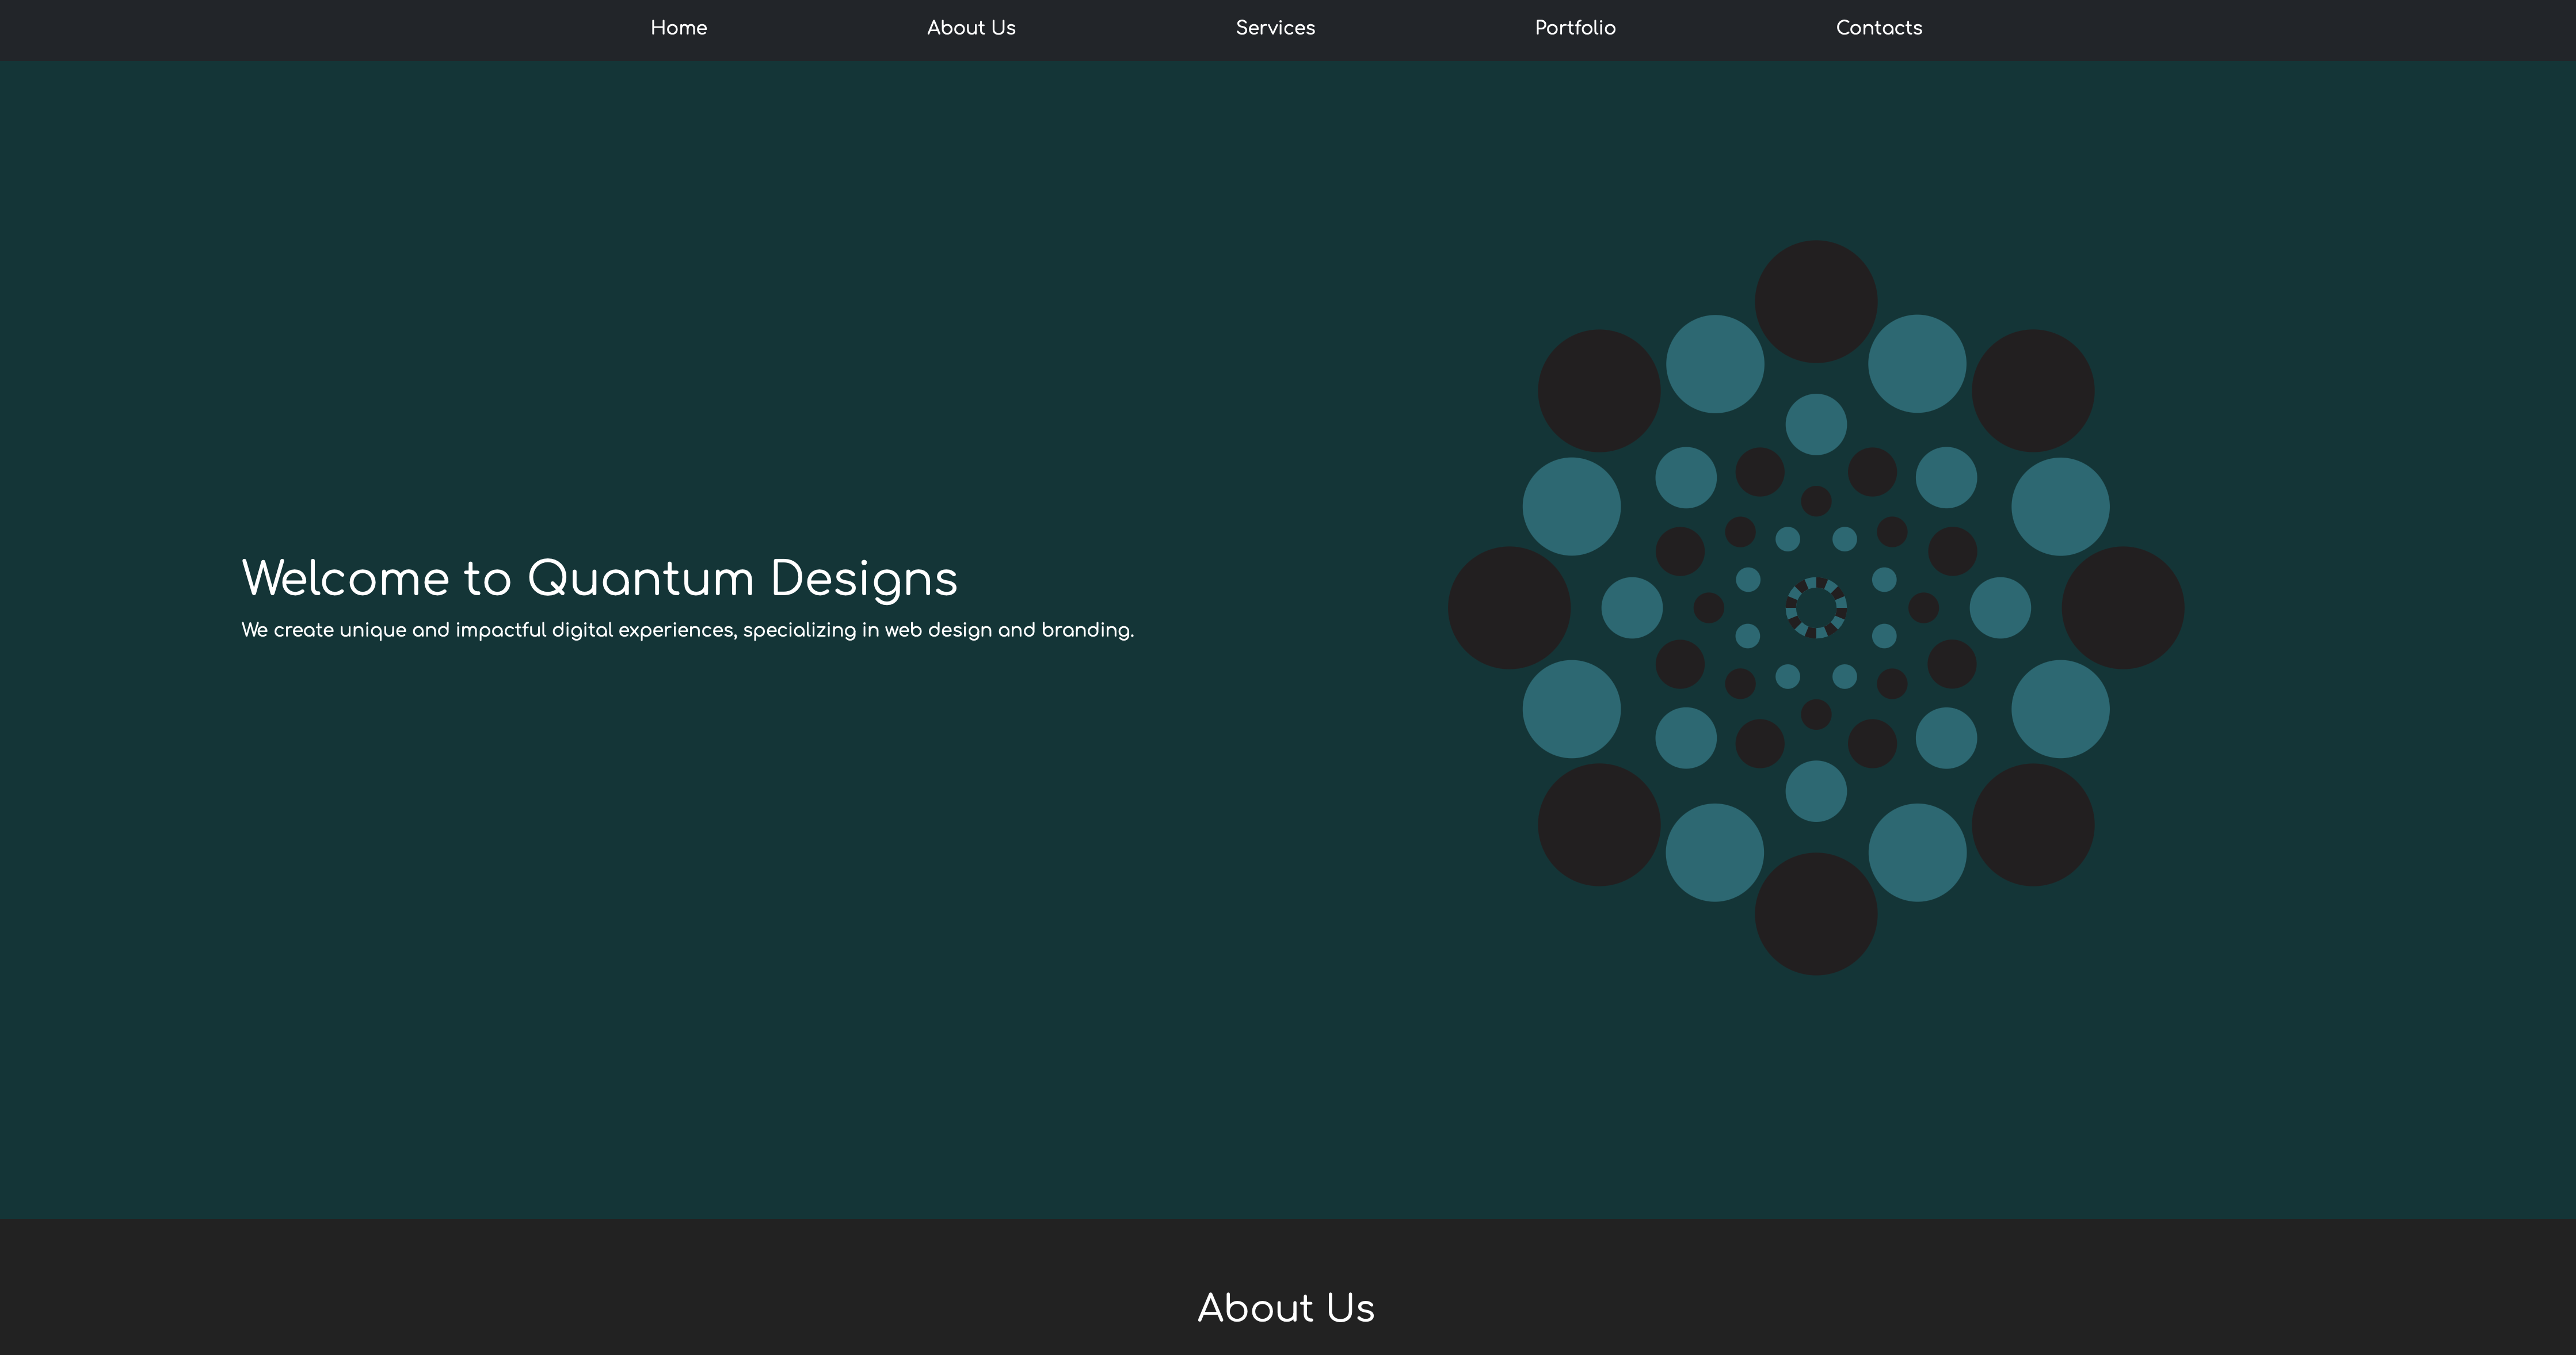 Home About Us Services Portfolio Contacts
Welcome to Quantum Designs
We create unique and impactful digital experiences, specializing in web design and branding.
About Us